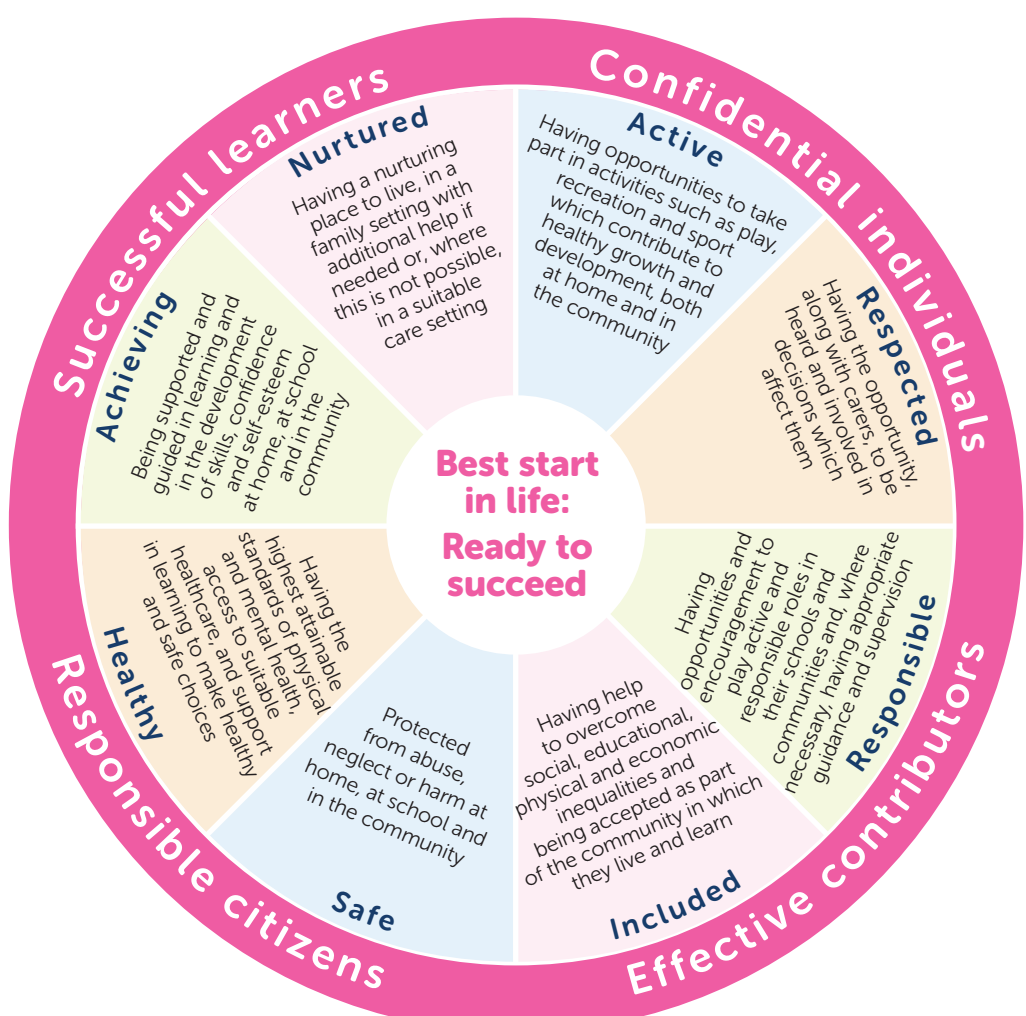 Successful learners
Confidential individuals
Effective contributors
Responsible citizens
Best start
in life:
Ready to
succeed
Active
Having opportunities to take
part in activities such as play,
recreation and sport
which contribute to
healthy growth and
development, both
at home and in
the community
Respected
Having the opportunity,
along with carers, to be
heard and involved in
decisions which
affect them
Responsible
Having
opportunities and
encouragement to
play active and
responsible roles in
their schools and
communities and, where
necessary, having appropriate
guidance and supervision
Included
Having help
to overcome
social, educational,
physical and economic
inequalities and
being accepted as part
of the community in which
they live and learn
Safe
Protected
from abuse,
neglect or harm at
home, at school and
in the community
Healthy
Having the
highest attainable
standards of physical
and mental health,
access to suitable
healthcare, and support
in learning to make healthy
and safe choices
Achieving
Being supported and
guided in learning and
in the development
of skills, confidence
and self-esteem
at home, at school
and in the
community
Nurtured
Having a nurturing
place to live, in a
family setting with
additional help if
needed or, where
this is not possible,
in a suitable
care setting